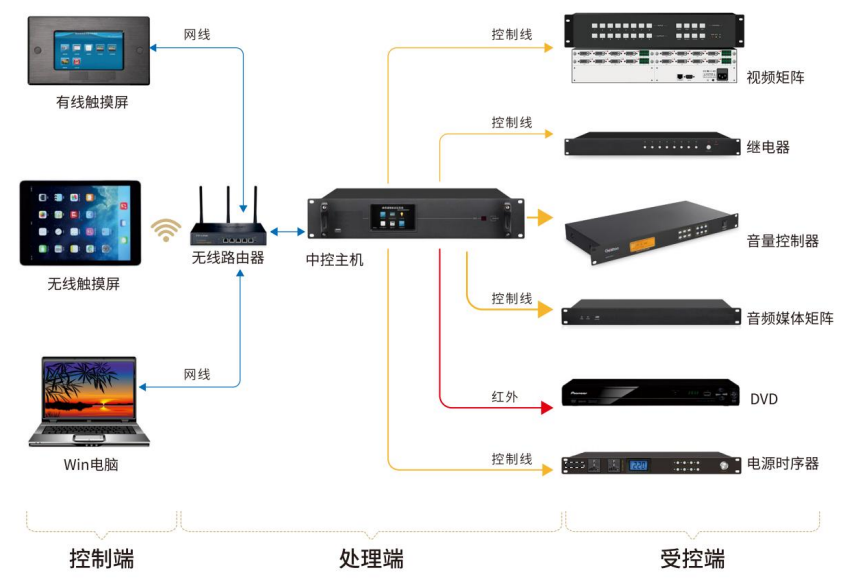 网线
控制线
有线触摸屏
视频矩阵
控制线
继电器
无线触摸屏
无线路由器
中控主机
音量控制器
控制线
音频媒体矩阵
网线
红外
DVD
Win电脑
控制线
电源时序器
控制端
处理端
受控端